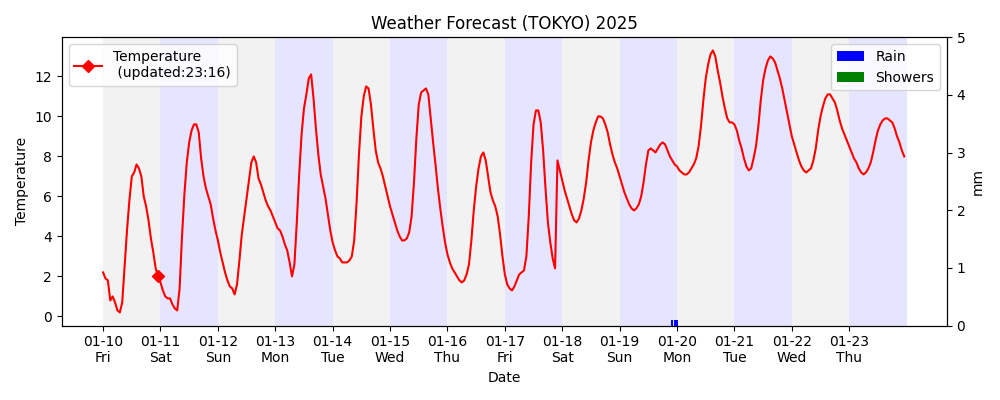 Weather Forecast (TOKYO) 2025
Temperature
(updated:23:16)
Rain
Showers
Temperature
12
10
8
6
4
2
0
5
4
3
2
1
0
mm
01-10 01-11 01-12 01-13 01-14 01-15 01-16 01-17 01-18 01-19 01-20 01-21 01-22 01-23
Fri Sat Sun Mon Tue Wed Thu Fri Sat Sun Mon Tue Wed Thu
Date